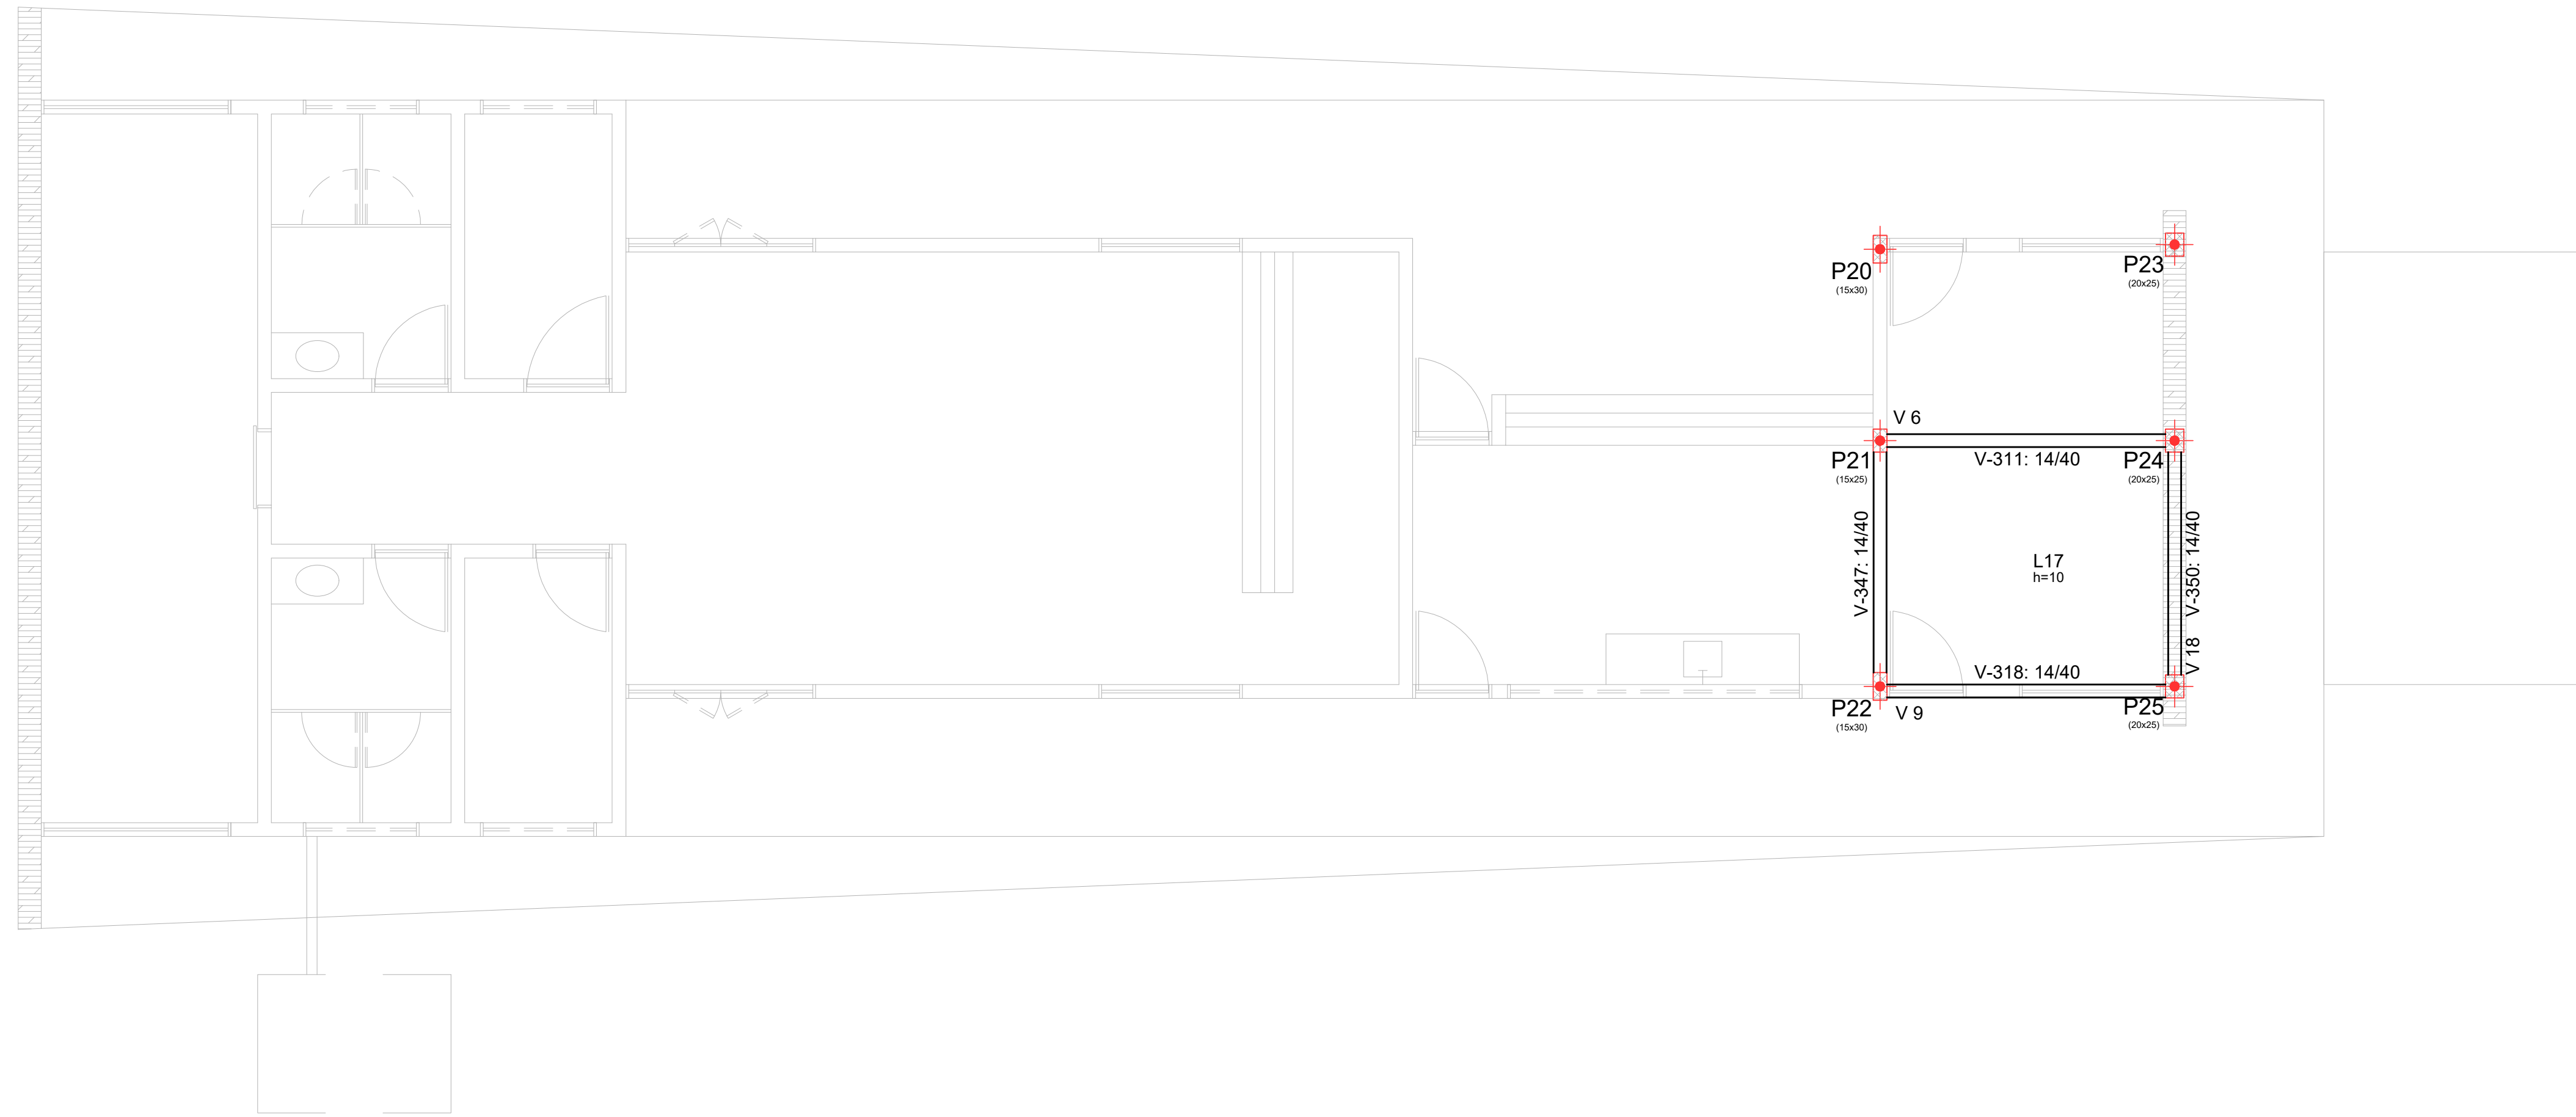 P20
(15x30)
P23
(20x25)
V 6
P21
(15x25)
V-311: 14/40
P24
(20x25)
V-347: 14/40
L17
h=10
V-350: 14/40
V 18
V-318: 14/40
P22
(15x30)
V 9
P25
(20x25)